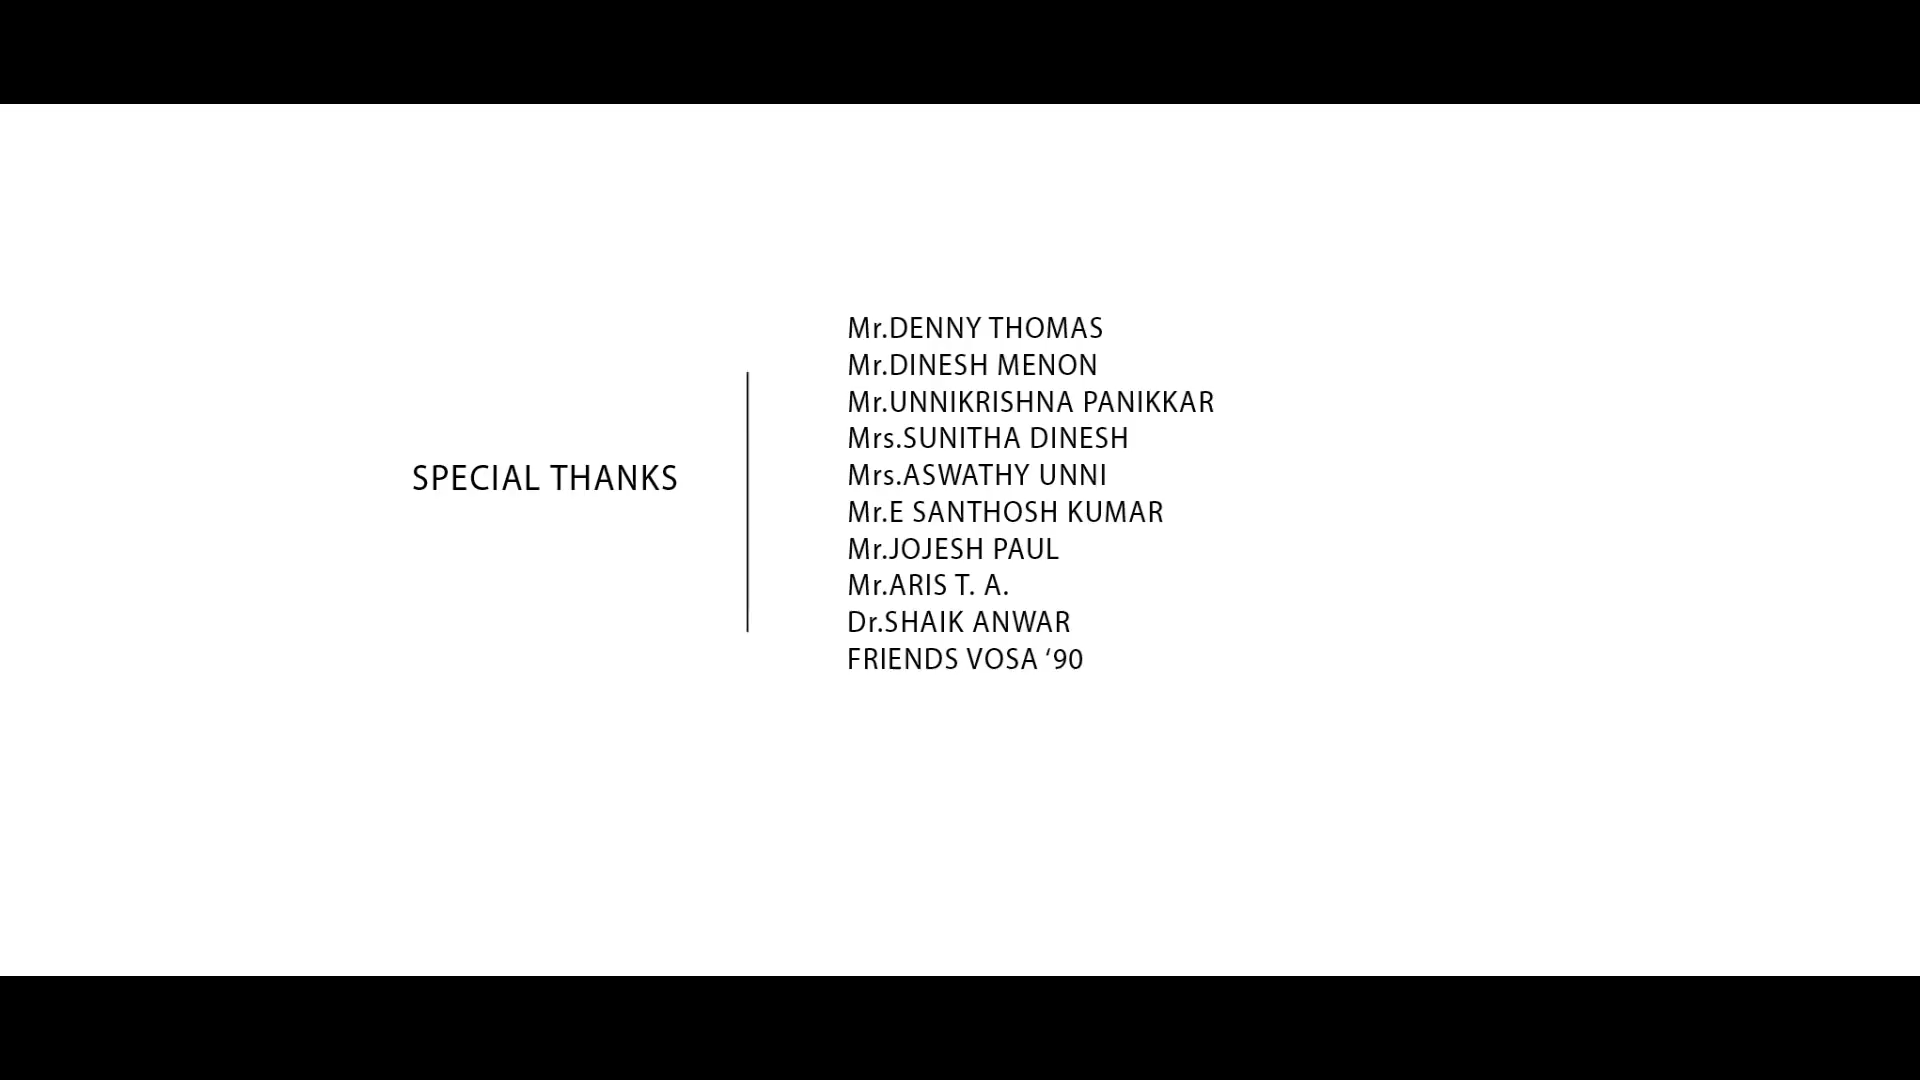 SPECIAL THANKS
Mr.DENNY THOMAS
Mr.DINESH MENON
Mr.UNNIKRISHNA PANIKKAR
Mrs.SUNITHA DINESH
Mrs.ASWATHY UNNI
Mr.E SANTHOSH KUMAR
Mr.JOJESH PAUL
Mr.ARIS T. A.
Dr.SHAIK ANWAR
FRIENDS VOSA ‘90